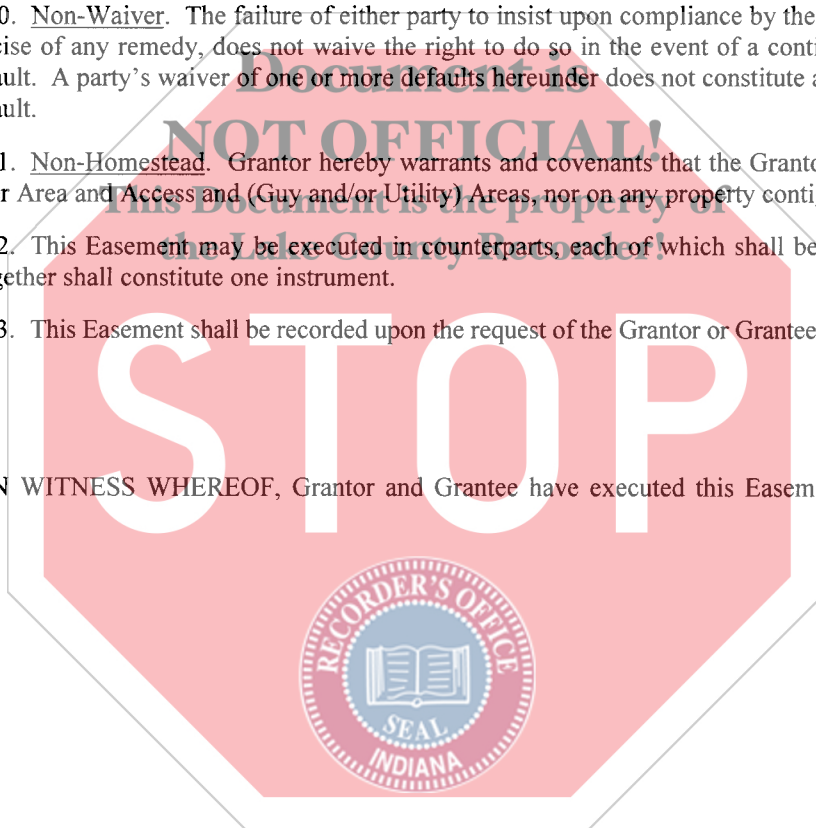 0. Non-Waiver. The failure of either party to insist upon compliance by the
cise of any remedy, does not waive the right to do so in the event of a conti
ault. A party's waiver of one or more defaults hereunder does not constitute a
ault.
Document is
NOT OFFICIAL!
This Document is the property of
the Lake County Recorder!
1. Non-Homestead. Grantor hereby warrants and covenants that the Granto
r Area and Access and (Guy and/or Utility) Areas, nor on any property conti
2. This Easement may be executed in counterparts, each of which shall be
gether shall constitute one instrument.
3. This Easement shall be recorded upon the request of the Grantor or Grantee
STOP
N WITNESS WHEREOF, Grantor and Grantee have executed this Easem
RECORDER'S OFFICE
SEAL
INDIANA